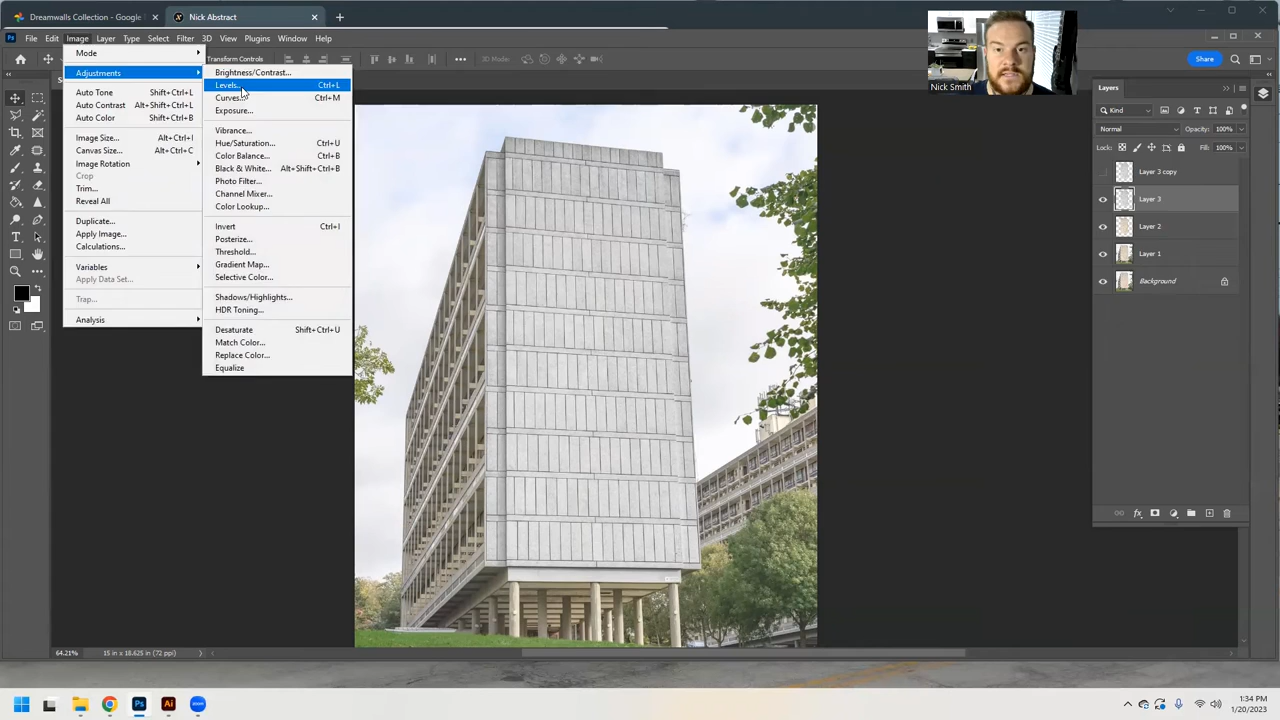 Dreamwalls Collection - Google
Nick Abstract
Ps
File Edit Image Layer Type Select Filter 3D View Plugins Window Help
Transform Controls
3D Mode:
Share
Nick Smith
Mode
Adjustments
Auto Tone Shift+Ctrl+L
Auto Contrast Alt+Shift+Ctrl+L
Auto Color Shift+Ctrl+B
Image Size... Alt+Ctrl+I
Canvas Size... Alt+Ctrl+C
Image Rotation
Crop
Trim...
Reveal All
Duplicate...
Apply Image...
Calculations...
Variables
Apply Data Set...
Trap...
Analysis
Brightness/Contrast...
Levels... Ctrl+L
Curves... Ctrl+M
Exposure...
Vibrance...
Hue/Saturation... Ctrl+U
Color Balance... Ctrl+B
Black & White... Alt+Shift+Ctrl+B
Photo Filter...
Channel Mixer...
Color Lookup...
Invert Ctrl+I
Posterize...
Threshold...
Gradient Map...
Selective Color...
Shadows/Highlights...
HDR Toning...
Desaturate Shift+Ctrl+U
Match Color...
Replace Color...
Equalize
Layers
Kind
Normal Opacity: 100%
Lock: Fill: 100%
Layer 3 copy
Layer 3
Layer 2
Layer 1
Background
fx
64.21% 15 in x 18.625 in (72 ppi)
Ps Ai zoom
1:34 PM
1/20/2023